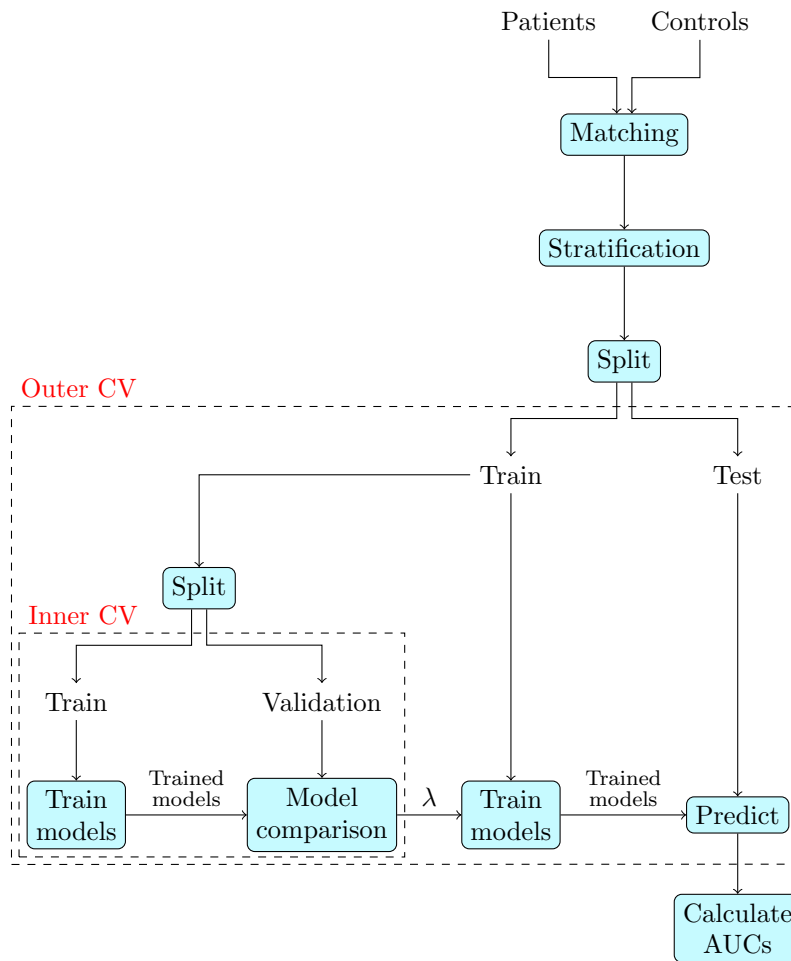 Patients Controls
Matching
Stratification
Split
Outer CV
Train Test
Split
Inner CV
Train Validation
Train
models
Trained
models
Model
comparison
λ
Train
models
Trained
models
Predict
Calculate
AUCs